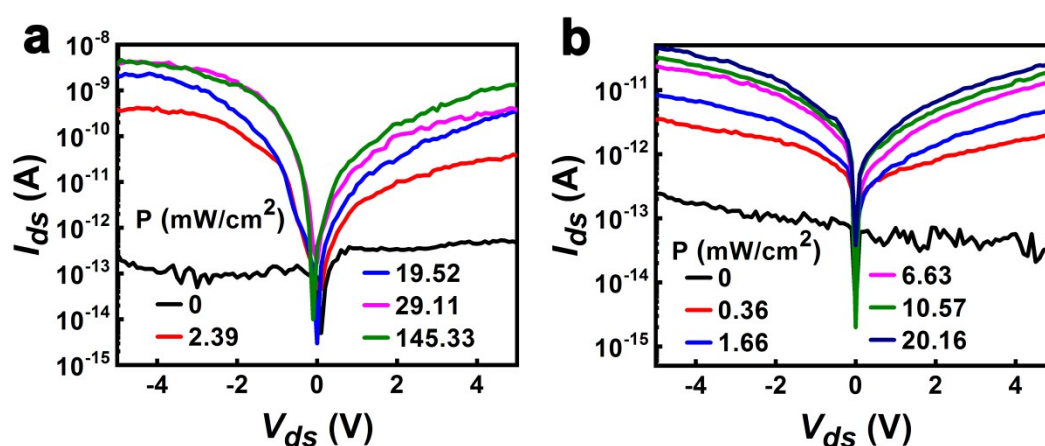 a
10⁻⁸
10⁻⁹
10⁻¹⁰
10⁻¹¹
10⁻¹²
10⁻¹³
10⁻¹⁴
10⁻¹⁵
I_ds (A)
P (mW/cm²)
0
2.39
19.52
29.11
145.33
-4 -2 0 2 4
V_ds (V)
b
10⁻¹¹
10⁻¹²
10⁻¹³
10⁻¹⁴
10⁻¹⁵
I_ds (A)
P (mW/cm²)
0
0.36
1.66
6.63
10.57
20.16
-4 -2 0 2 4
V_ds (V)